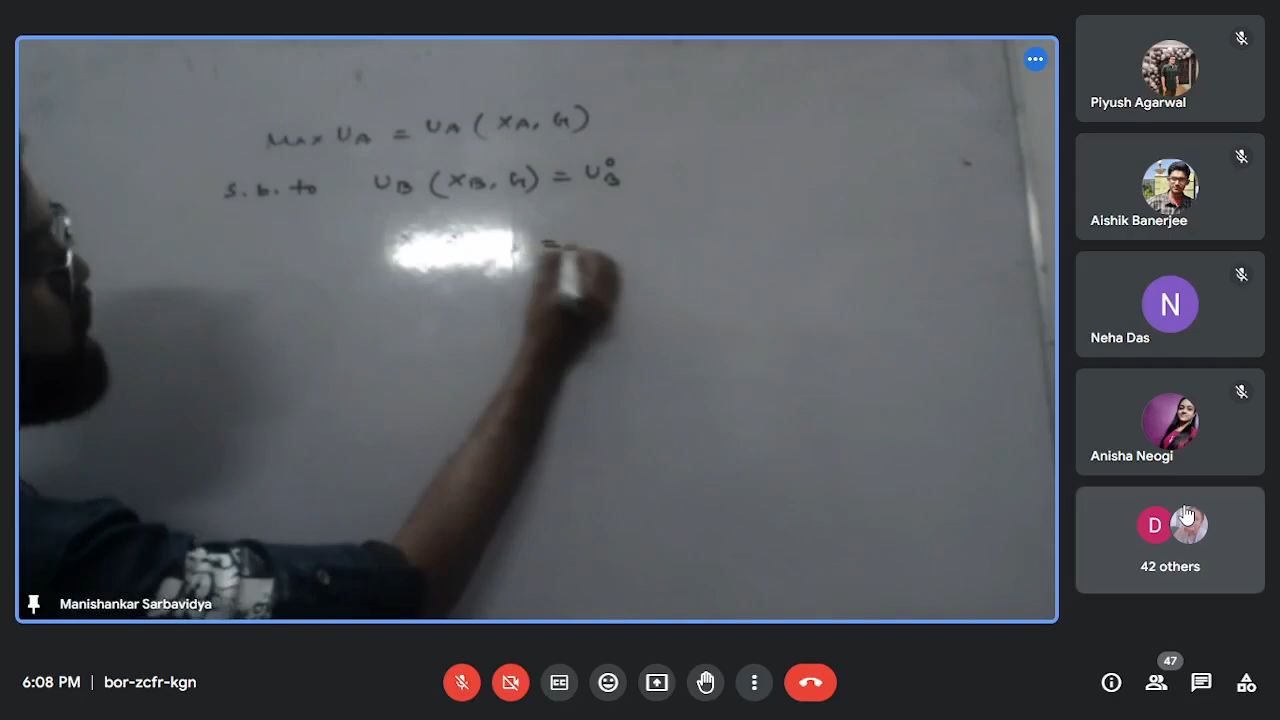 Max UA = UA (XA, G)
s.b. to UB (XB, G) = UB⁰
=
Manishankar Sarbavidya
Piyush Agarwal
Aishik Banerjee
N
Neha Das
Anisha Neogi
D
42 others
6:08 PM | bor-zcfr-kgn
47